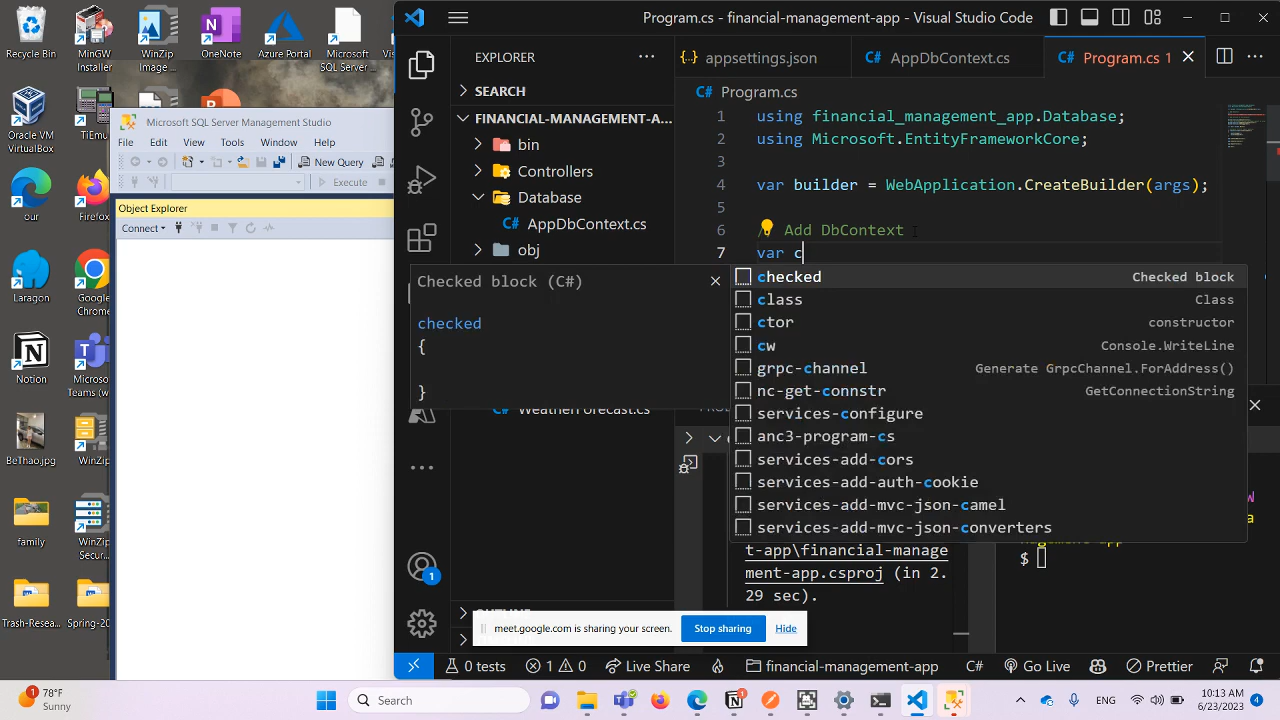 Recycle Bin
MinGW Installer
WinZip Image ...
OneNote
Azure Portal
Microsoft SQL Server ...
Oracle VM VirtualBox
TiEmu
our
Firefox
Laragon
Google
Chro
Notion
Microso
Teams (w
BeThao.jpg
WinZip
family
WinZip
Secu...
Trash-Resea...
Spring-20
Microsoft SQL Server Management Studio
File Edit View Tools Window Help
New Query
Execute
Object Explorer
Connect
Program.cs - financial-management-app - Visual Studio Code
EXPLORER
SEARCH
FINANCIAL-MANAGEMENT-A...
bin
Controllers
Database
AppDbContext.cs
obj
WeatherForecast.cs
appsettings.json
AppDbContext.cs
Program.cs 1
Program.cs
1 using financial_management_app.Database;
2 using Microsoft.EntityFrameworkCore;
3
4 var builder = WebApplication.CreateBuilder(args);
5
6 Add DbContext
7 var c
Checked block (C#)
checked
{
}
checked Checked block
class Class
ctor constructor
cw Console.WriteLine
grpc-channel Generate GrpcChannel.ForAddress()
nc-get-connstr GetConnectionString
services-configure
anc3-program-cs
services-add-cors
services-add-auth-cookie
services-add-mvc-json-camel
services-add-mvc-json-converters
t-app\financial-manage
ment-app.csproj (in 2.
29 sec).
$
meet.google.com is sharing your screen. Stop sharing Hide
0 tests 1 0 Live Share financial-management-app C# Go Live Prettier
78°F
Sunny
Search
ENG
10:13 AM
6/23/2023
4